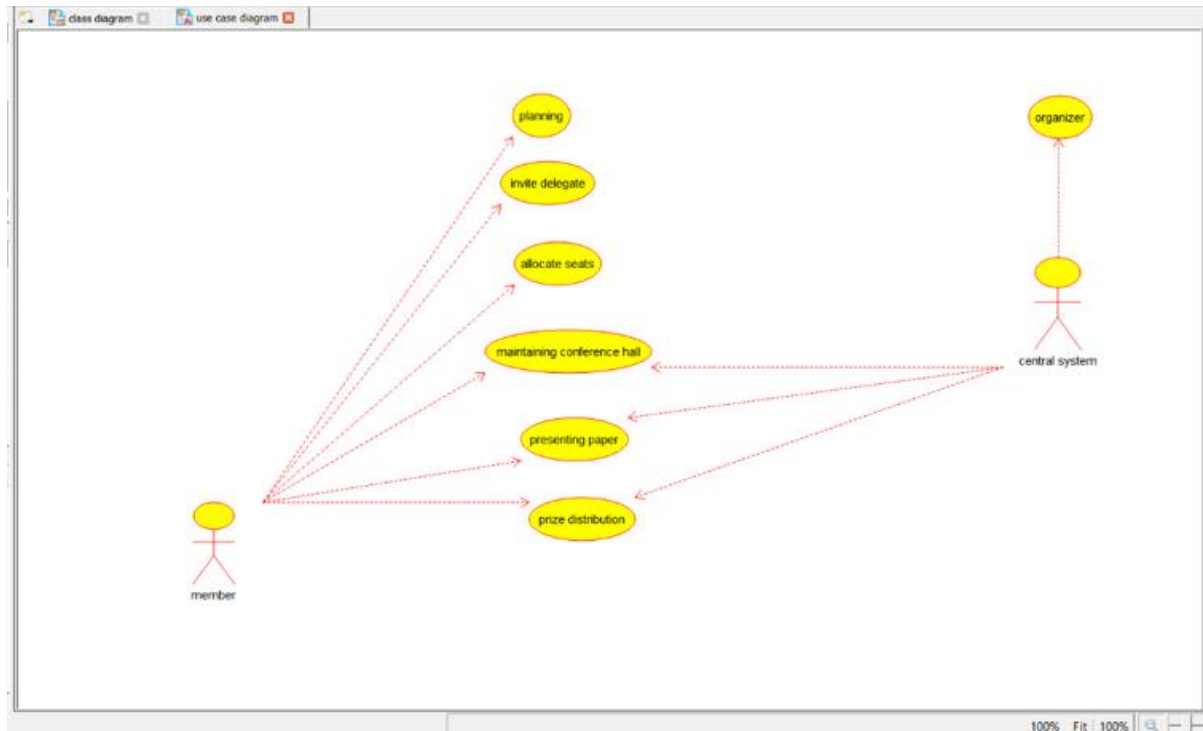 class diagram
use case diagram
planning
organizer
invite delegate
allocate seats
maintaining conference hall
central system
presenting paper
prize distribution
member
100% Fit 100%